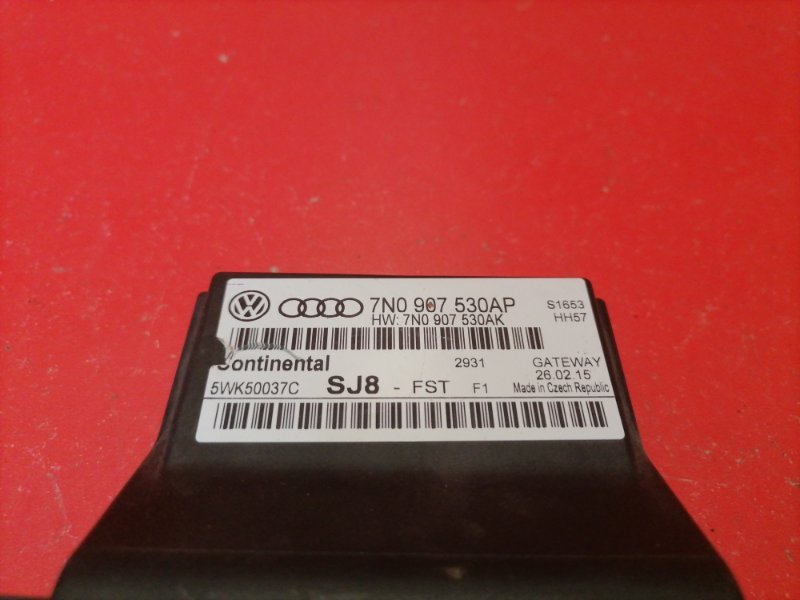 7N0 907 530AP S1653
HW: 7N0 907 530AK HH57
Continental 2931 GATEWAY
26.02.15
5WK50037C SJ8 - FST F1 Made in Czech Republic